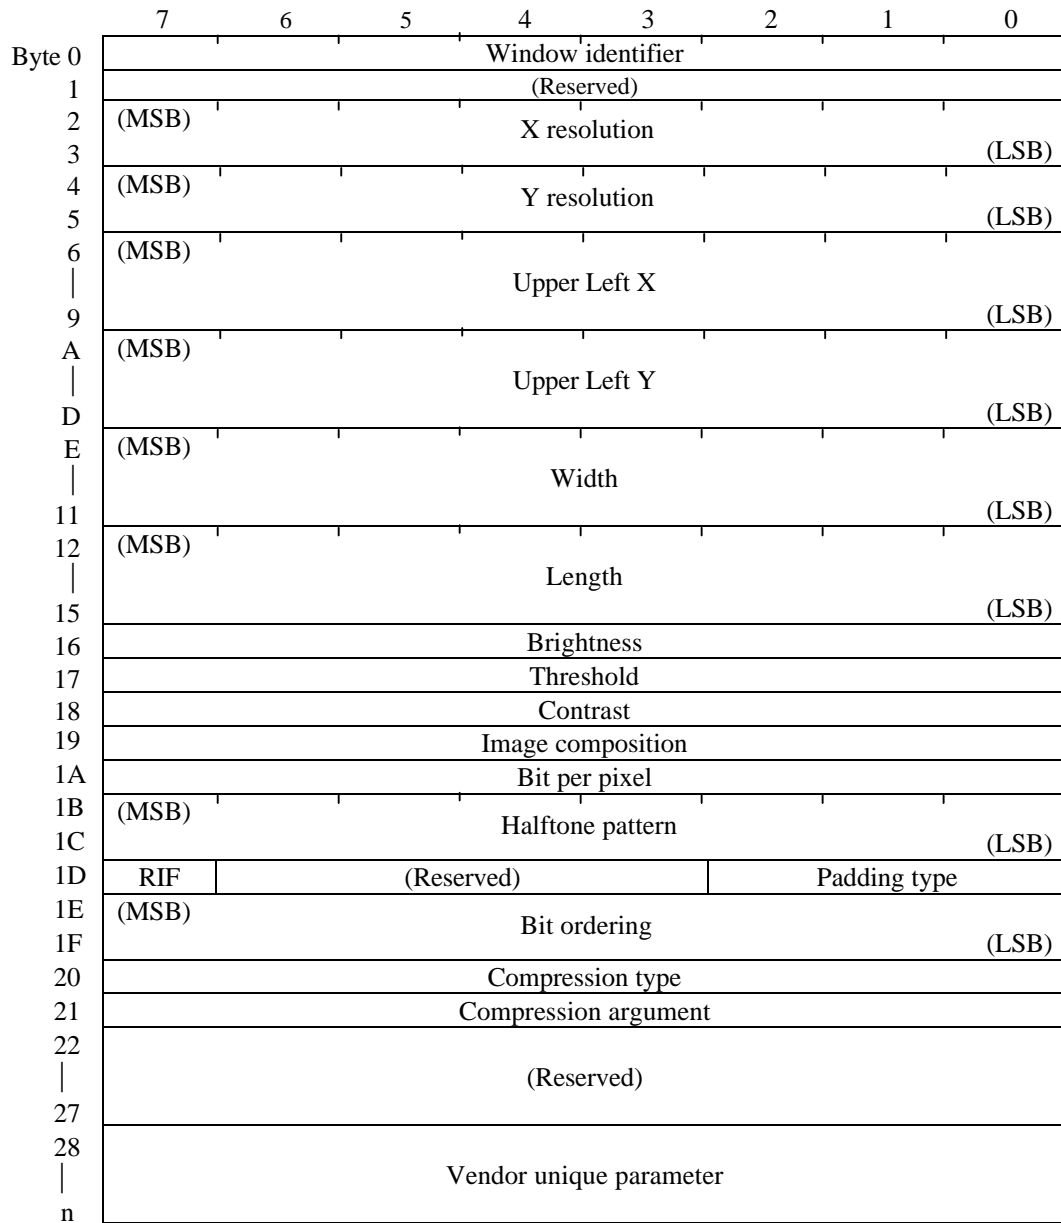 7 6 5 4 3 2 1 0
Byte 0 Window identifier
1 (Reserved)
2 (MSB) X resolution
3 (LSB)
4 (MSB) Y resolution
5 (LSB)
6 (MSB)
| Upper Left X
9 (LSB)
A (MSB)
| Upper Left Y
D (LSB)
E (MSB)
| Width
11 (LSB)
12 (MSB)
| Length
15 (LSB)
16 Brightness
17 Threshold
18 Contrast
19 Image composition
1A Bit per pixel
1B (MSB) Halftone pattern
1C (LSB)
1D RIF (Reserved) Padding type
1E (MSB) Bit ordering
1F (LSB)
20 Compression type
21 Compression argument
22
| (Reserved)
27
28
| Vendor unique parameter
n